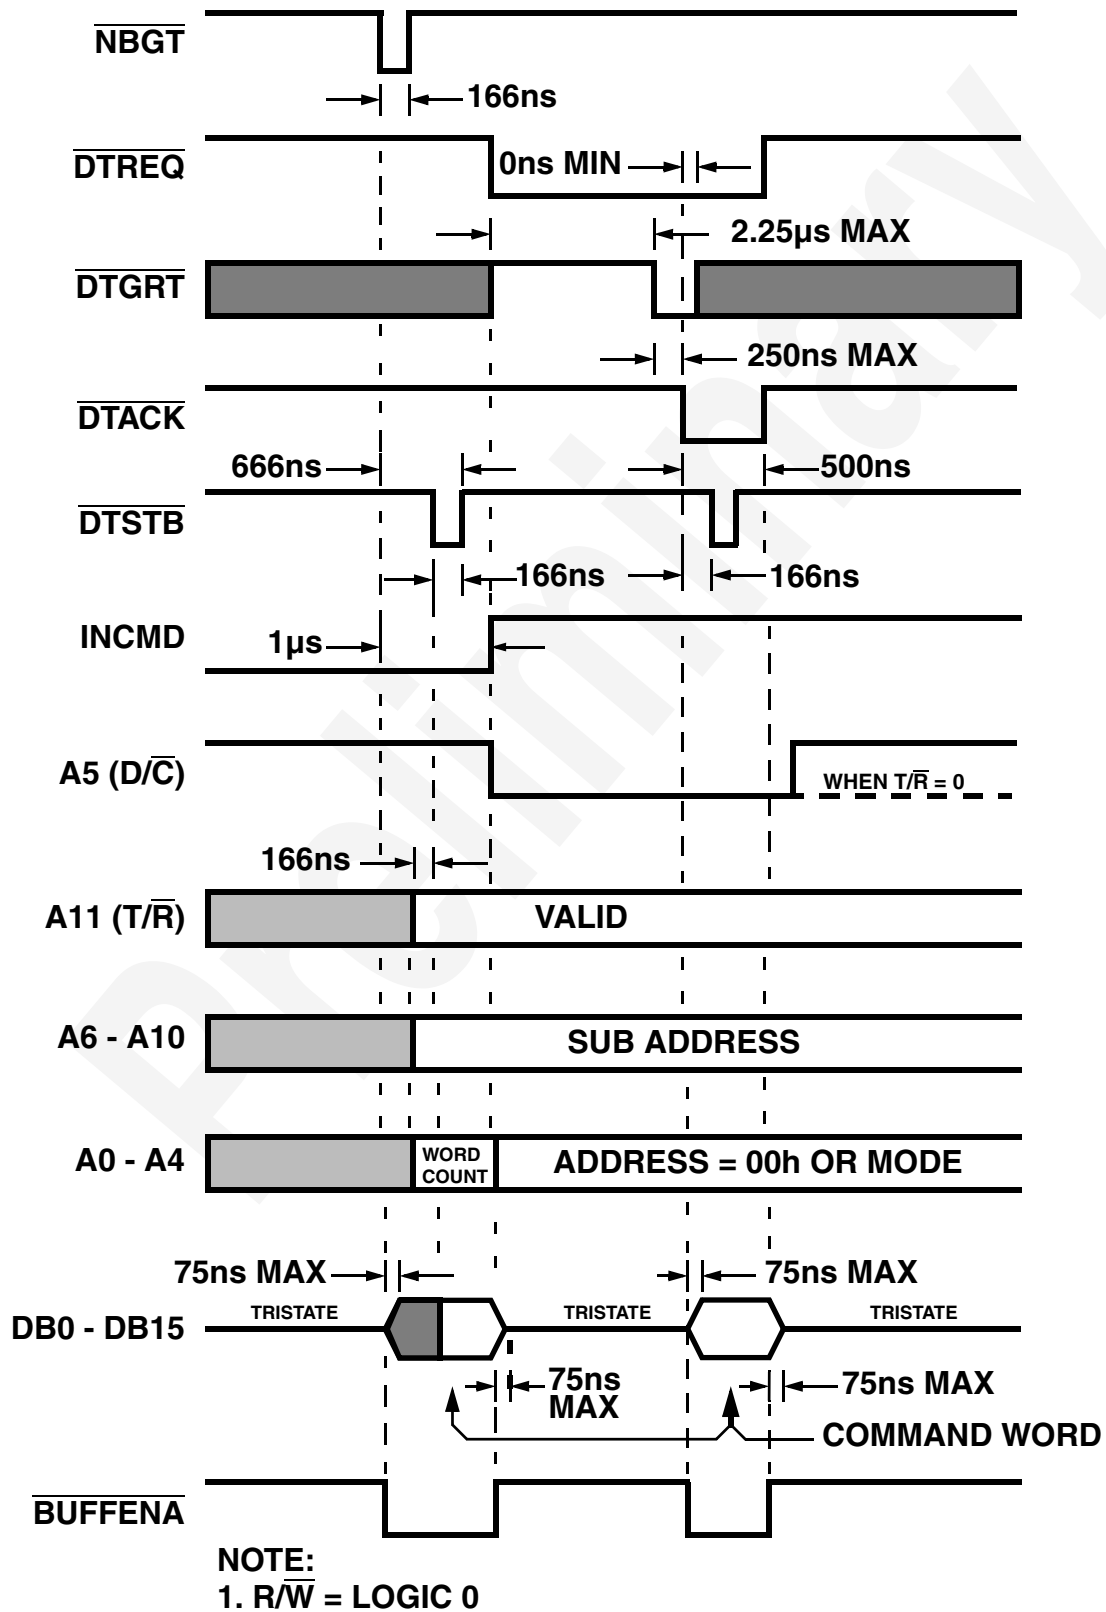 NBGT
166ns
DTREQ
0ns MIN
2.25µs MAX
DTGRT
250ns MAX
DTACK
666ns
500ns
DTSTB
166ns
166ns
INCMD
1µs
A5 (D/C̅)
WHEN T/R̅ = 0
166ns
A11 (T/R̅)
VALID
A6 - A10
SUB ADDRESS
A0 - A4
WORD
COUNT
ADDRESS = 00h OR MODE
75ns MAX
75ns MAX
DB0 - DB15
TRISTATE
TRISTATE
TRISTATE
75ns
MAX
75ns MAX
COMMAND WORD
BUFFENA
NOTE:
1. R/W̅ = LOGIC 0
Preliminary